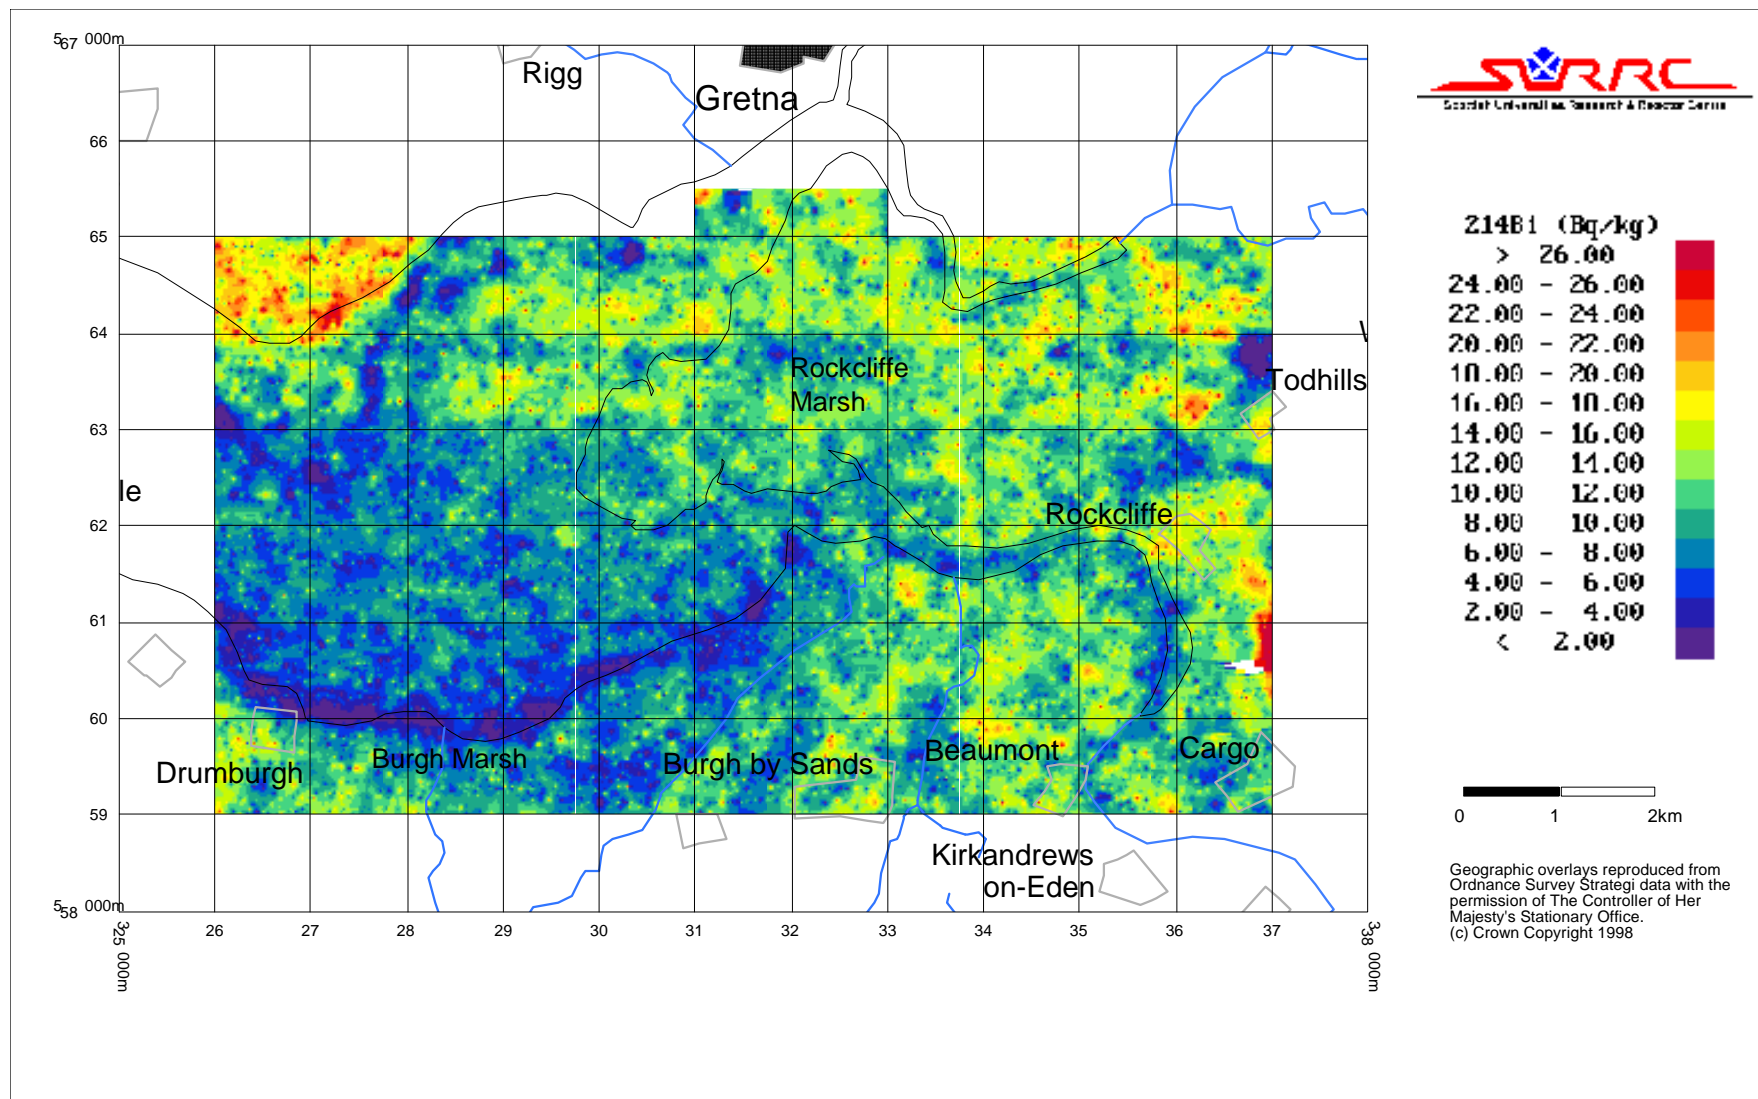 567 000m
Rigg
Gretna
66
65
64
Rockcliffe
Marsh
Todhills
63
le
62
Rockcliffe
61
60
Drumburgh
Burgh Marsh
Burgh by Sands
Beaumont
Cargo
59
Kirkandrews
on-Eden
558 000m
325 000m
26
27
28
29
30
31
32
33
34
35
36
37
338 000m
SURRC
Scottish Universities Research & Reactor Centre
214Bi (Bq/kg)
> 26.00
24.00 - 26.00
22.00 - 24.00
20.00 - 22.00
18.00 - 20.00
16.00 - 18.00
14.00 - 16.00
12.00 - 14.00
10.00 - 12.00
8.00 - 10.00
6.00 - 8.00
4.00 - 6.00
2.00 - 4.00
< 2.00
0 1 2km
Geographic overlays reproduced from
Ordnance Survey Strategi data with the
permission of The Controller of Her
Majesty's Stationary Office.
(c) Crown Copyright 1998